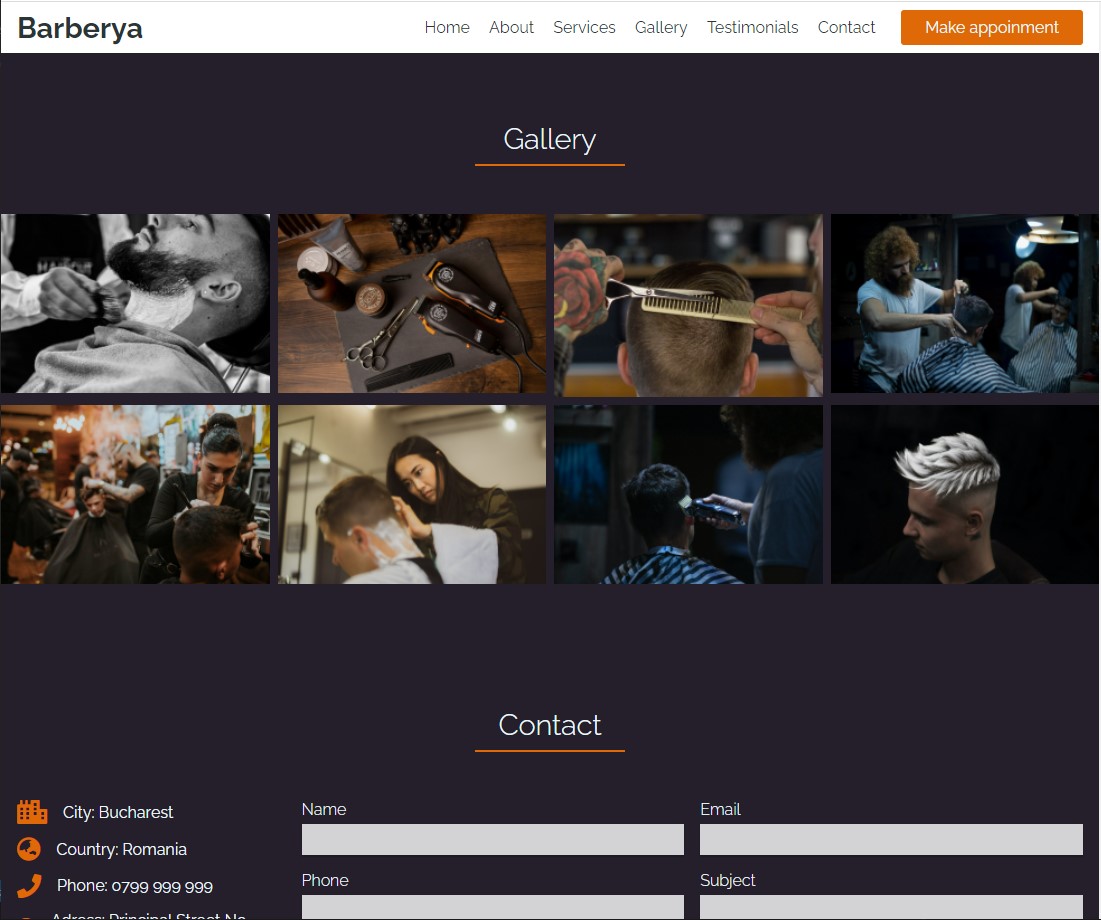 Barberya
Home About Services Gallery Testimonials Contact Make appoinment
Gallery
Contact
City: Bucharest
Country: Romania
Phone: 0799 999 999
Adress: Principal Street No
Name
Email
Phone
Subject